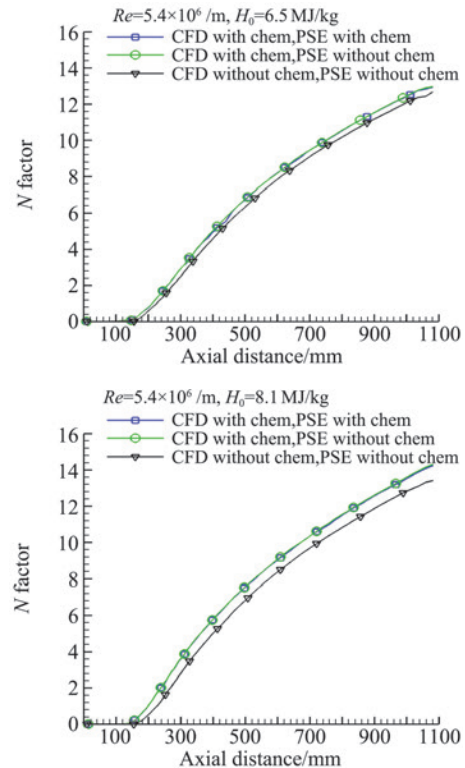 Re=5.4×10⁶ /m, H₀=6.5 MJ/kg
CFD with chem,PSE with chem
CFD with chem,PSE without chem
CFD without chem,PSE without chem
16
14
12
10
8
6
4
2
0
N factor
100 300 500 700 900 1100
Axial distance/mm
Re=5.4×10⁶ /m, H₀=8.1 MJ/kg
CFD with chem,PSE with chem
CFD with chem,PSE without chem
CFD without chem,PSE without chem
16
14
12
10
8
6
4
2
0
N factor
100 300 500 700 900 1100
Axial distance/mm